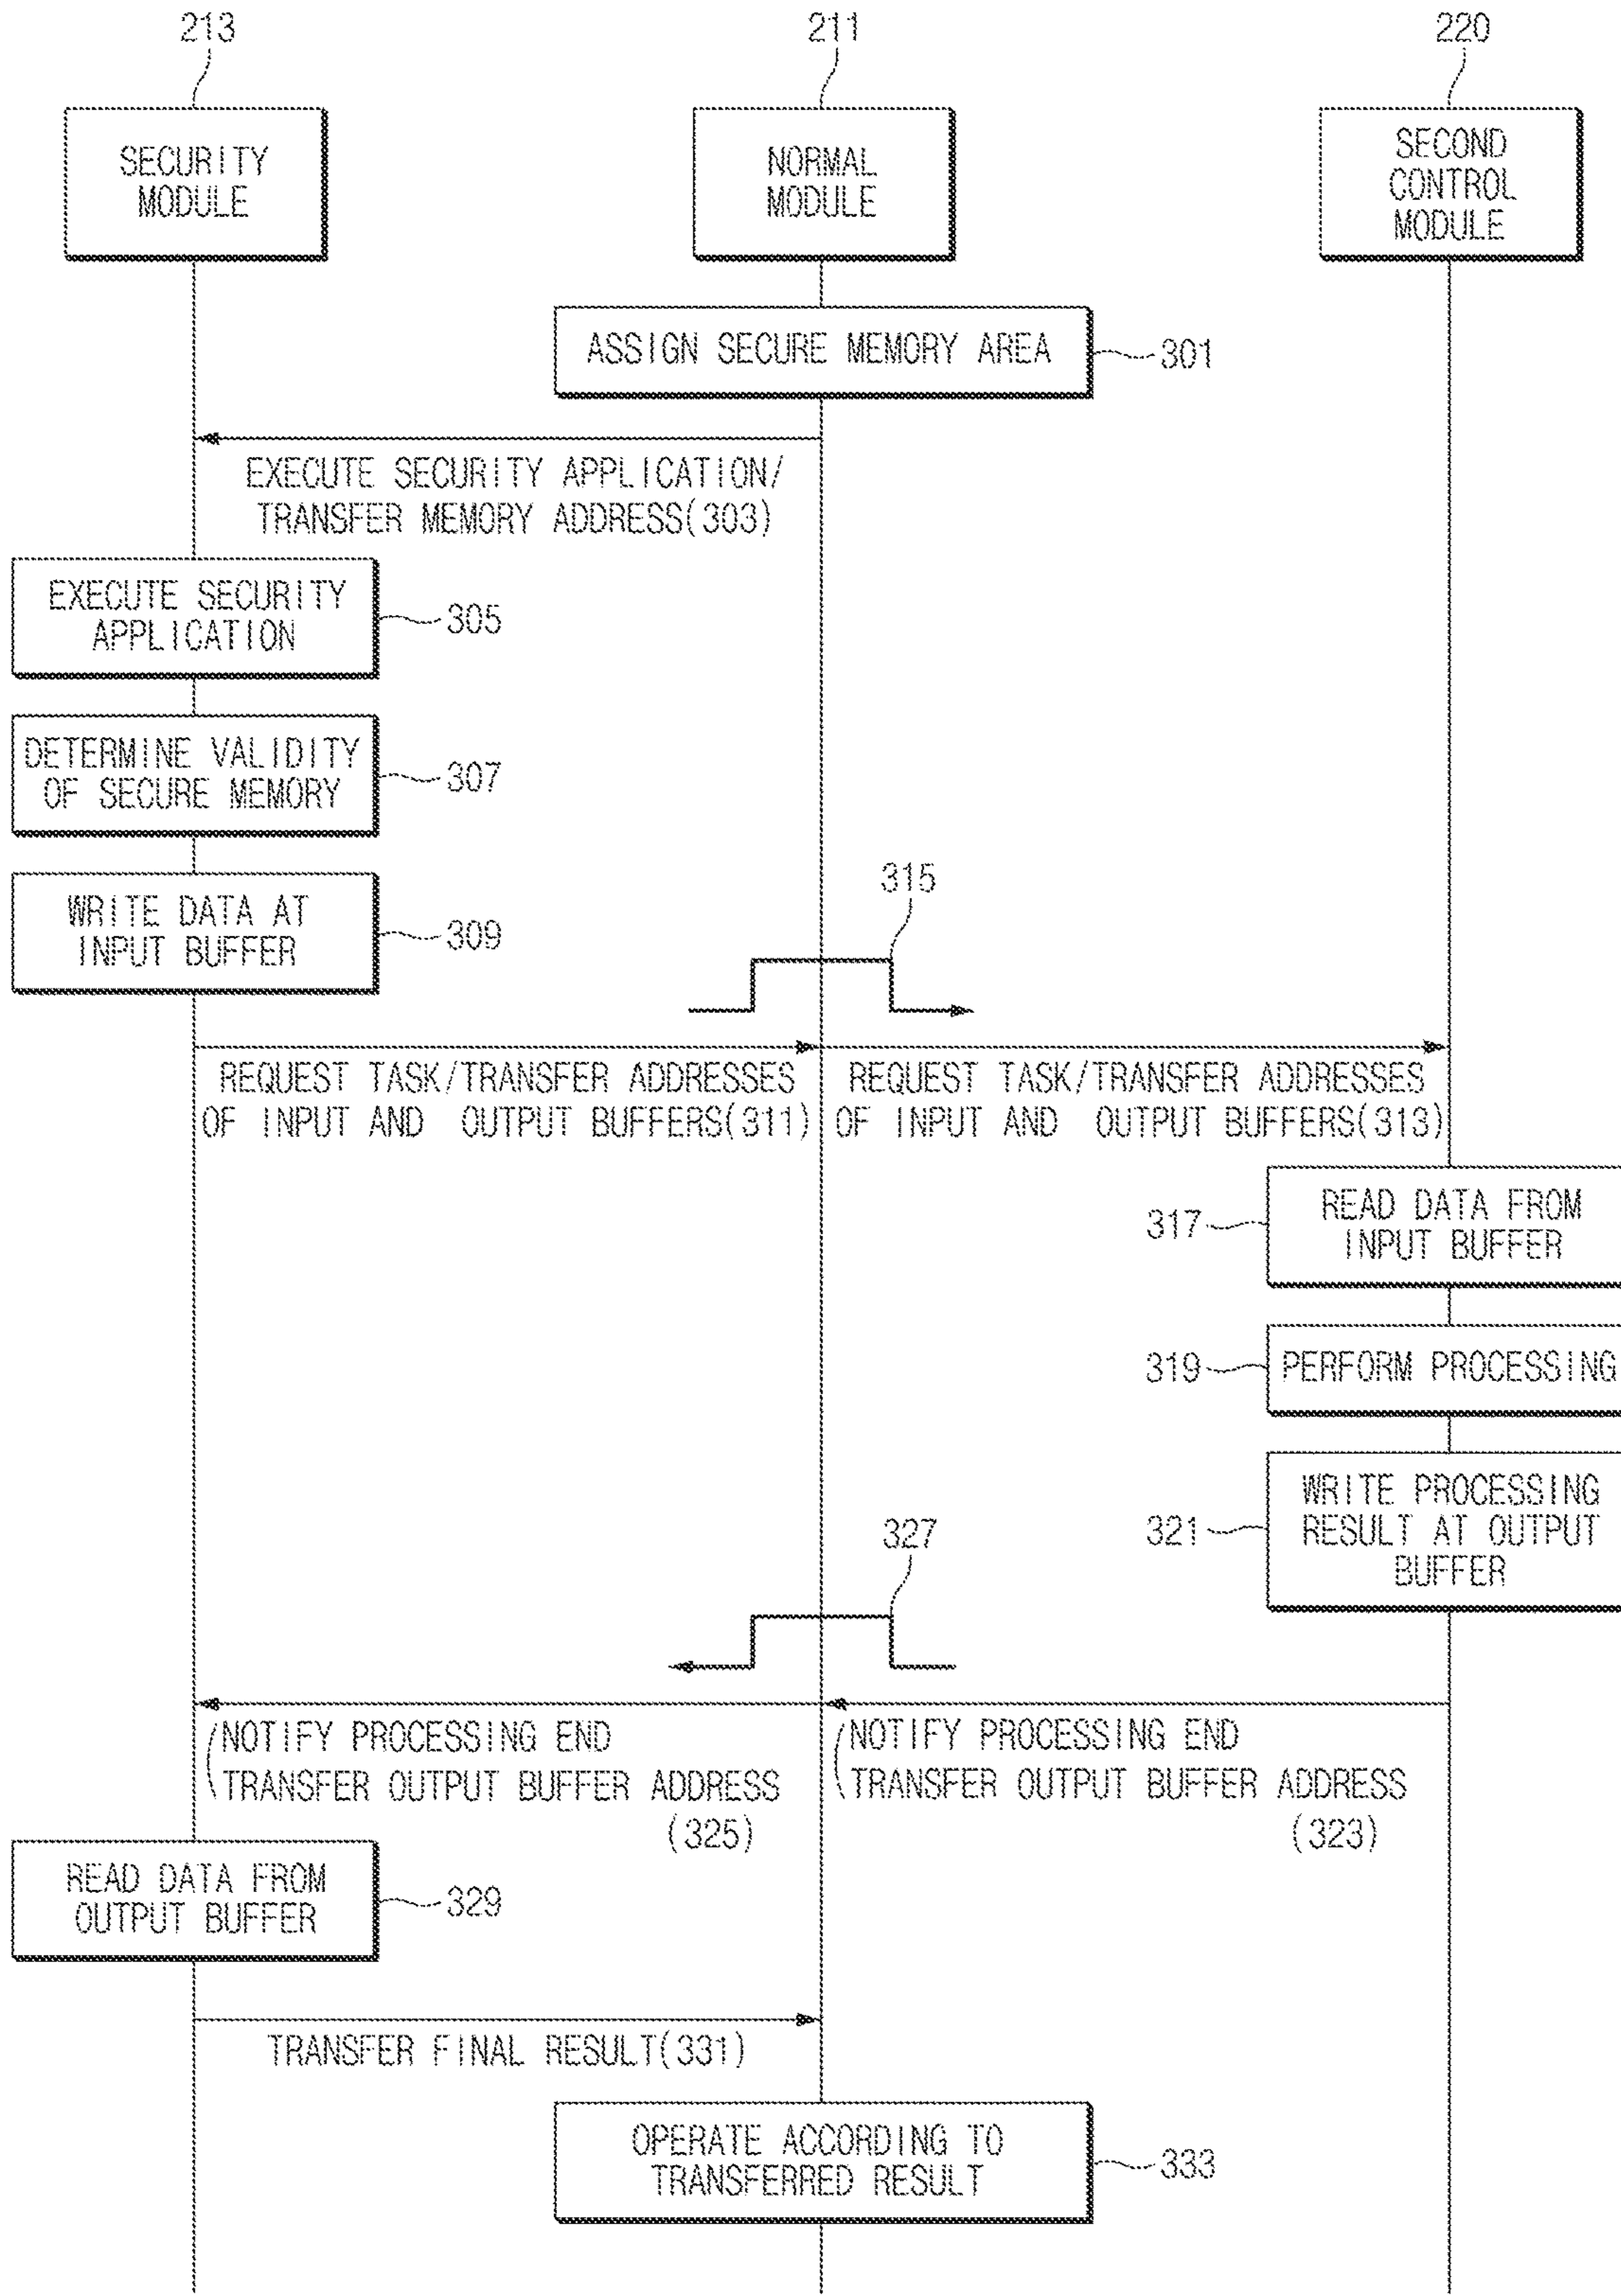 213
211
220
SECURITY
MODULE
NORMAL
MODULE
SECOND
CONTROL
MODULE
ASSIGN SECURE MEMORY AREA
301
EXECUTE SECURITY APPLICATION/
TRANSFER MEMORY ADDRESS(303)
EXECUTE SECURITY
APPLICATION
305
DETERMINE VALIDITY
OF SECURE MEMORY
307
WRITE DATA AT
INPUT BUFFER
309
315
REQUEST TASK/TRANSFER ADDRESSES
OF INPUT AND OUTPUT BUFFERS(311)
REQUEST TASK/TRANSFER ADDRESSES
OF INPUT AND OUTPUT BUFFERS(313)
READ DATA FROM
INPUT BUFFER
317
PERFORM PROCESSING
319
WRITE PROCESSING
RESULT AT OUTPUT
BUFFER
321
327
NOTIFY PROCESSING END
TRANSFER OUTPUT BUFFER ADDRESS
(325)
NOTIFY PROCESSING END
TRANSFER OUTPUT BUFFER ADDRESS
(323)
READ DATA FROM
OUTPUT BUFFER
329
TRANSFER FINAL RESULT(331)
OPERATE ACCORDING TO
TRANSFERRED RESULT
333